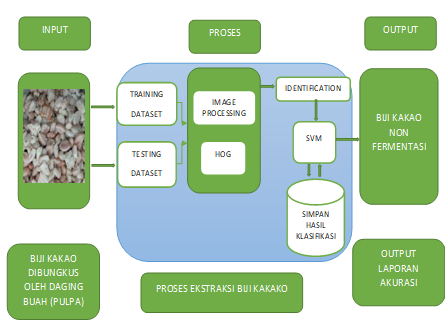 INPUT
PROSES
OUTPUT
TRAINING
DATASET
TESTING
DATASET
IMAGE
PROCESSING
HOG
IDENTIFICATION
SVM
SIMPAN
HASIL
KLASIFIKASI
BIJI KAKAO
NON
FERMENTASI
BIJI KAKAO
DIBUNGKUS
OLEH DAGING
BUAH (PULPA)
PROSES EKSTRAKSI BIJI KAKAKO
OUTPUT
LAPORAN
AKURASI